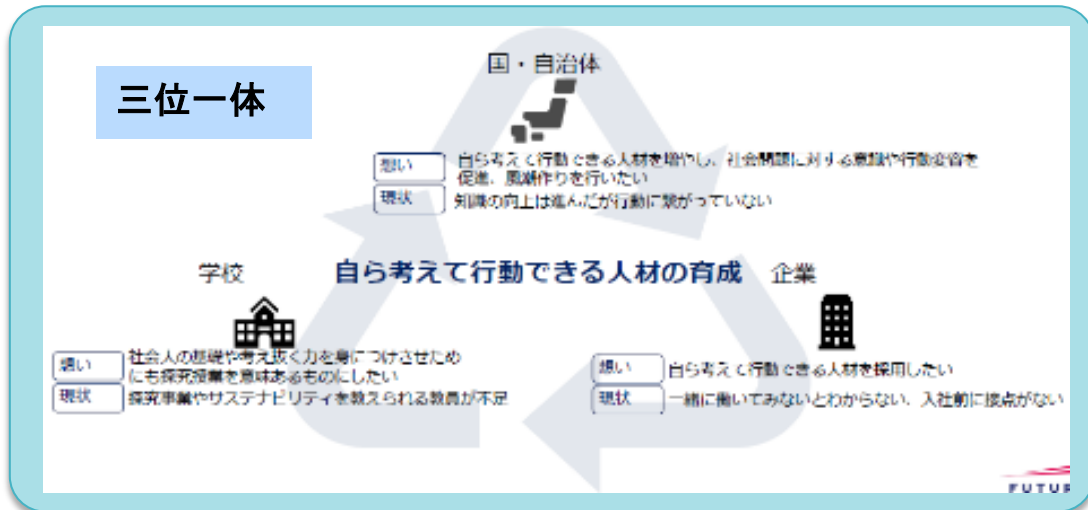 三位一体
国・自治体
想い
自ら考えて行動できる人材を増やし、社会問題に対する意識や行動変容を
促進、風潮作りを行いたい
現状
知識の向上は進んだが行動に繋がっていない
学校
自ら考えて行動できる人材の育成
企業
想い
社会人の基礎や考え抜く力を身につけさせるため
にも探究授業を意味あるものにしたい
現状
探究事業やサステナビリティを教えられる教員が不足
想い
自ら考えて行動できる人材を採用したい
現状
一緒に働いてみないとわからない、入社前に接点がない
FUTUR